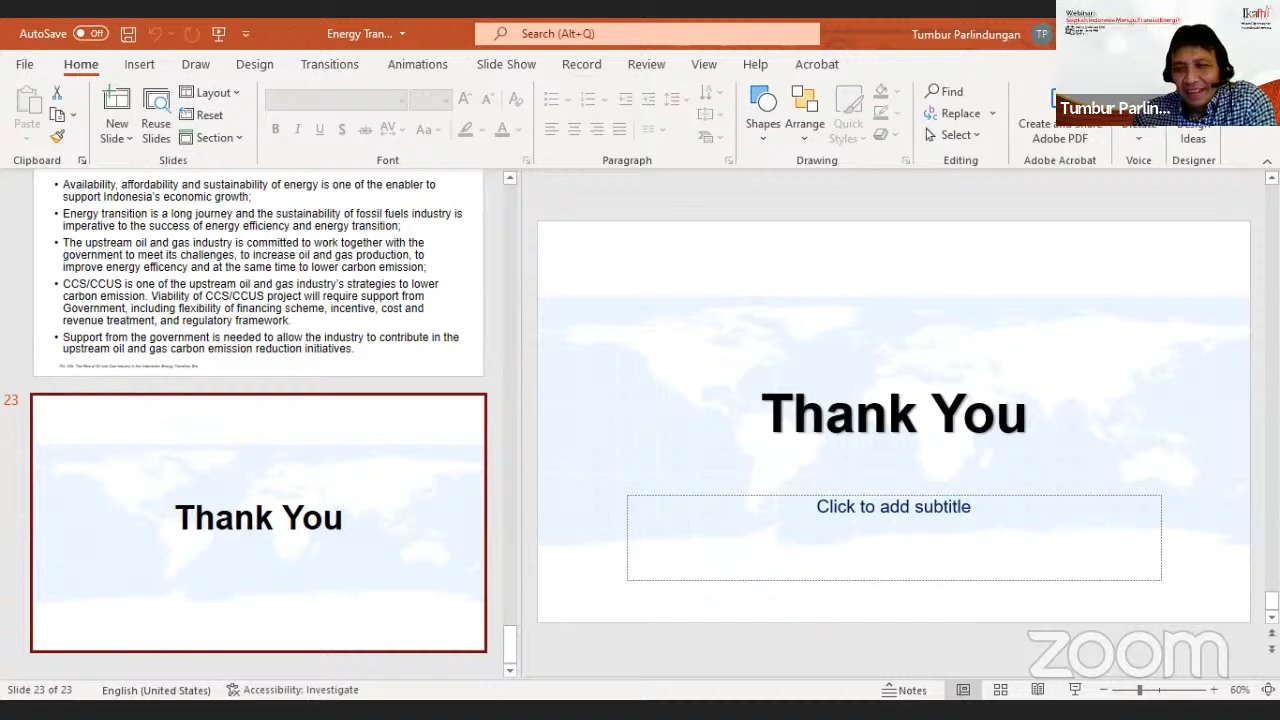 Webinar:
Ikafhi
AutoSave Off
Energy Tran...
Search (Alt+Q)
Tumbur Parlindungan TP
File Home Insert Draw Design Transitions Animations Slide Show Record Review View Help Acrobat
Tumbur Parlin...
Paste
New
Slides
Reuse
Slides
Layout
Reset
Section
B I U S ab AV Aa A
Shapes Arrange Quick
Styles
Find
Replace
Select
Adobe PDF
Ideas
Clipboard Slides Font Paragraph Drawing Editing Adobe Acrobat Voice Designer
• Availability, affordability and sustainability of energy is one of the enabler to
support Indonesia's economic growth;
• Energy transition is a long journey and the sustainability of fossil fuels industry is
imperative to the success of energy efficiency and energy transition;
• The upstream oil and gas industry is committed to work together with the
government to meet its challenges, to increase oil and gas production, to
improve energy efficency and at the same time to lower carbon emission;
• CCS/CCUS is one of the upstream oil and gas industry's strategies to lower
carbon emission. Viability of CCS/CCUS project will require support from
Government, including flexibility of financing scheme, incentive, cost and
revenue treatment, and regulatory framework.
• Support from the government is needed to allow the industry to contribute in the
upstream oil and gas carbon emission reduction initiatives.
23
Thank You
Thank You
Click to add subtitle
zoom
Slide 23 of 23 English (United States) Accessibility: Investigate Notes 60%